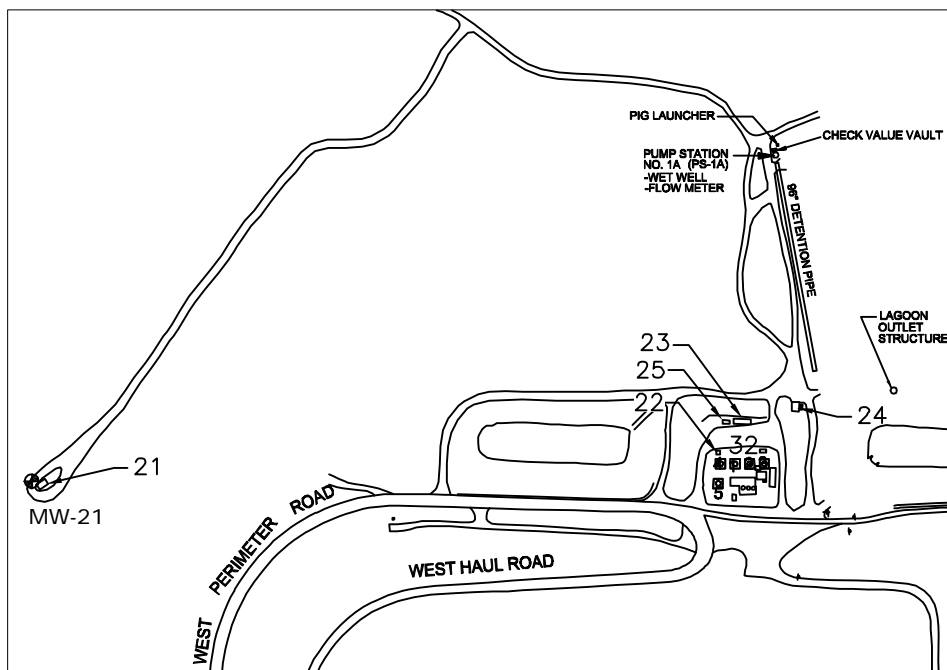 PIG LAUNCHER
CHECK VALUE VAULT
PUMP STATION
NO. 1A (PS-1A)
-WET WELL
-FLOW METER
96" DETENTION PIPE
LAGOON
OUTLET
STRUCTURE
23
25
22
24
32
21
MW-21
WEST PERIMETER ROAD
WEST HAUL ROAD